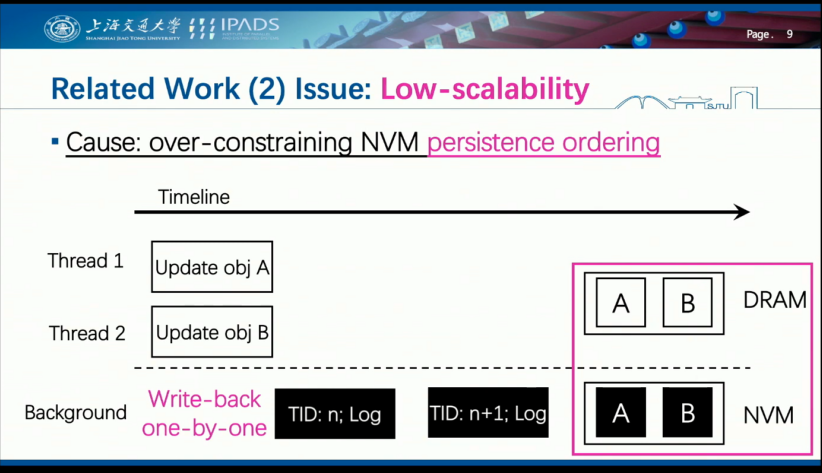 上海交通大学
SHANGHAI JIAO TONG UNIVERSITY
IPADS
Page. 9
Related Work (2) Issue: Low-scalability
SJTU
▪ Cause: over-constraining NVM persistence ordering
Timeline
Thread 1
Update obj A
Thread 2
Update obj B
A
B
DRAM
Background
Write-back
one-by-one
TID: n; Log
TID: n+1; Log
A
B
NVM